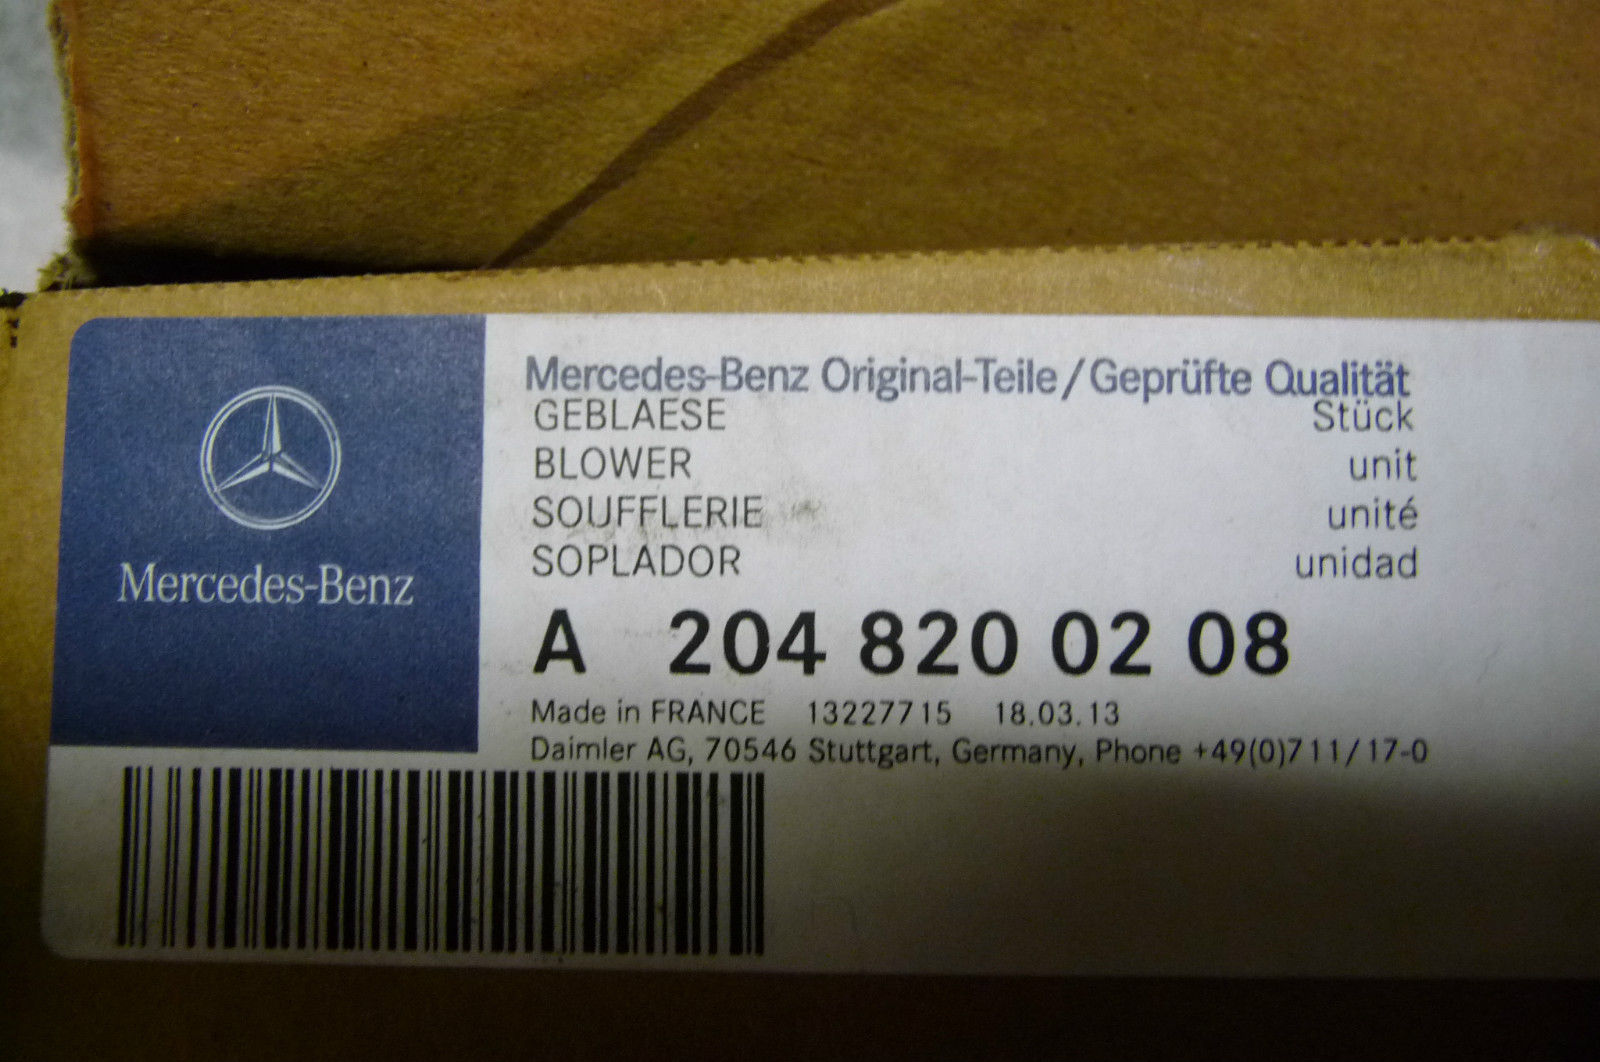 Mercedes-Benz
Mercedes-Benz Original-Teile/Geprüfte Qualität
GEBLAESE Stück
BLOWER unit
SOUFFLERIE unité
SOPLADOR unidad
A 204 820 02 08
Made in FRANCE 13227715 18.03.13
Daimler AG, 70546 Stuttgart, Germany, Phone +49(0)711/17-0